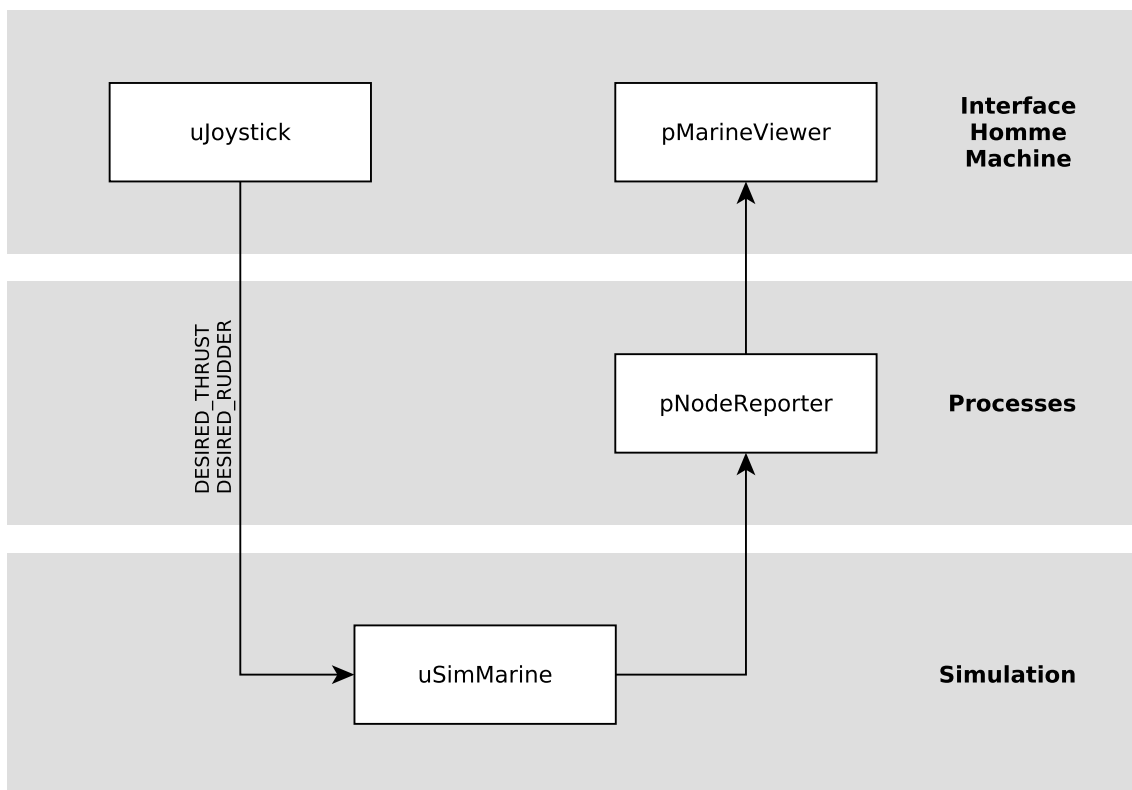 uJoystick
pMarineViewer
Interface
Homme
Machine
DESIRED_THRUST
DESIRED_RUDDER
pNodeReporter
Processes
uSimMarine
Simulation